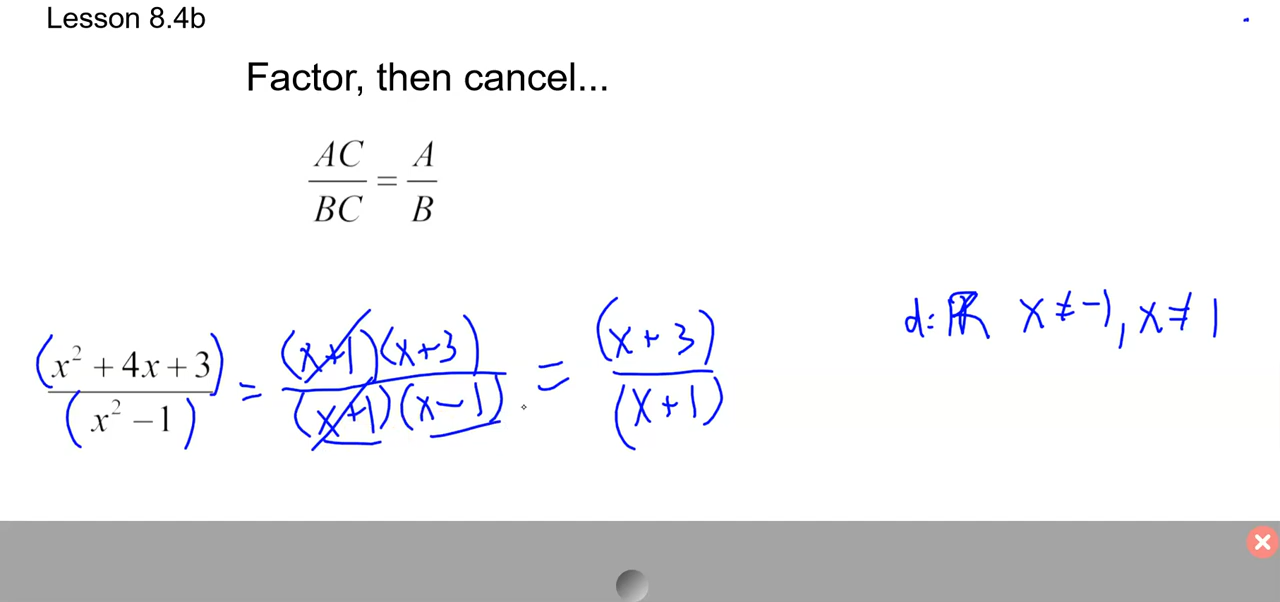 Lesson 8.4b
Factor, then cancel...
AC/BC = A/B
(x² + 4x + 3)/(x² − 1) = (x+1)(x+3)/(x+1)(x−1) = (x+3)/(x+1)
d: ℝ x ≠ −1, x ≠ 1